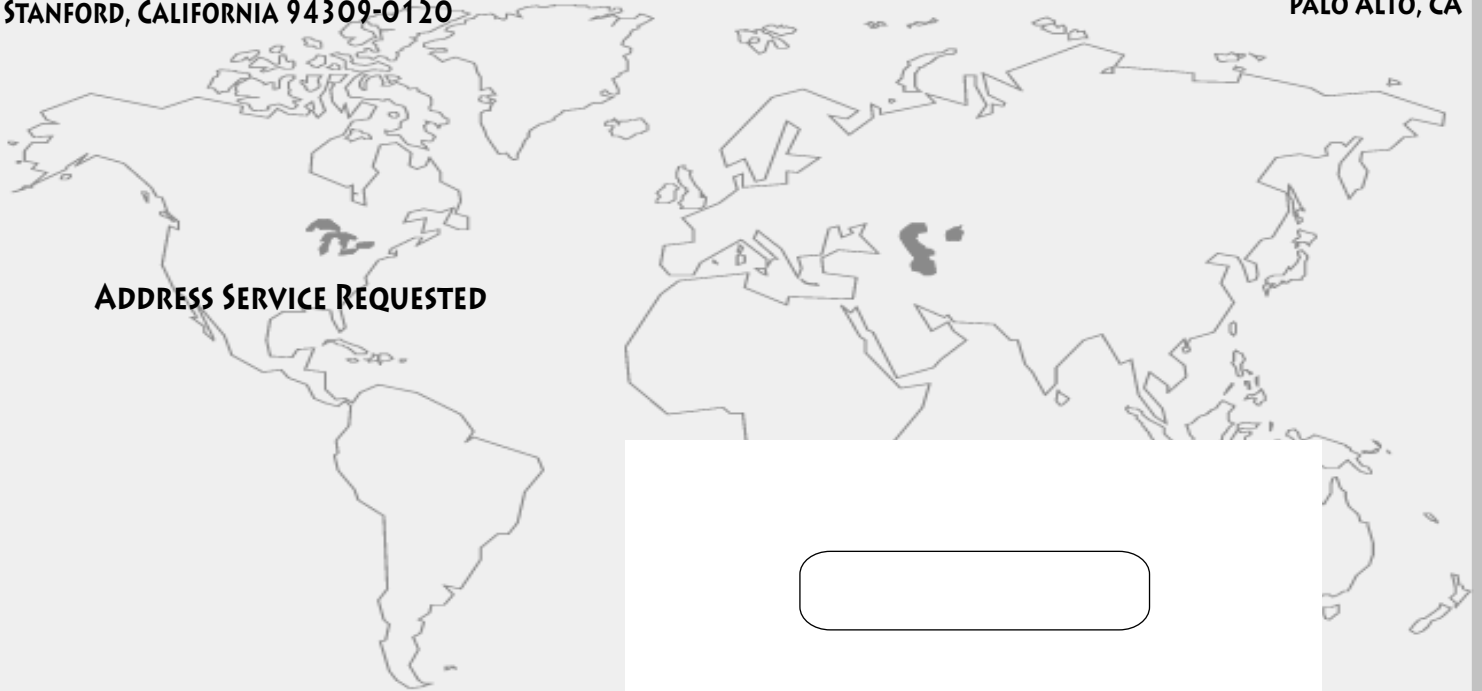 STANFORD, CALIFORNIA 94309-0120
PALO ALTO, CA
ADDRESS SERVICE REQUESTED